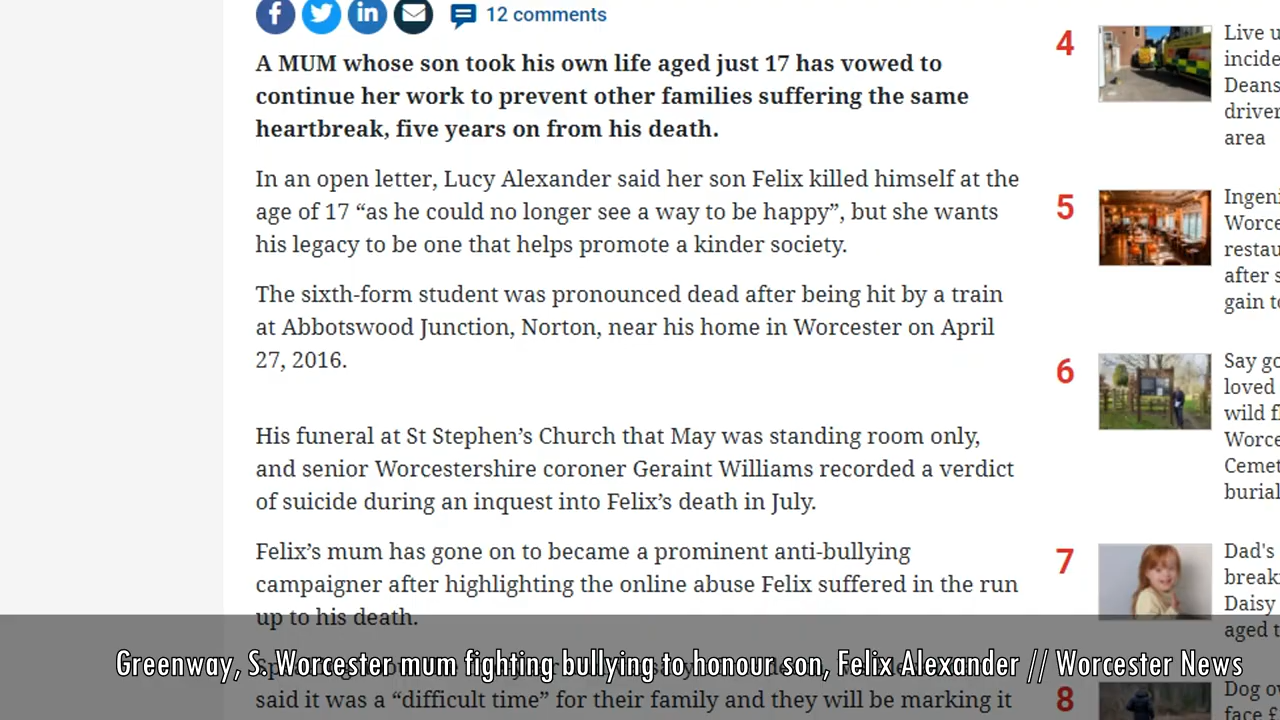 12 comments
A MUM whose son took his own life aged just 17 has vowed to
continue her work to prevent other families suffering the same
heartbreak, five years on from his death.
In an open letter, Lucy Alexander said her son Felix killed himself at the
age of 17 “as he could no longer see a way to be happy”, but she wants
his legacy to be one that helps promote a kinder society.
The sixth-form student was pronounced dead after being hit by a train
at Abbotswood Junction, Norton, near his home in Worcester on April
27, 2016.
His funeral at St Stephen’s Church that May was standing room only,
and senior Worcestershire coroner Geraint Williams recorded a verdict
of suicide during an inquest into Felix’s death in July.
Felix’s mum has gone on to became a prominent anti-bullying
campaigner after highlighting the online abuse Felix suffered in the run
up to his death.
said it was a “difficult time” for their family and they will be marking it
4
Live u
incide
Deans
driver
area
5
Ingeni
Worce
restau
after s
gain to
6
Say go
loved
wild fl
Worce
Cemet
burial
7
Dad's
break
Daisy
aged t
8
Dog ov
face £
Greenway, S. Worcester mum fighting bullying to honour son, Felix Alexander // Worcester News